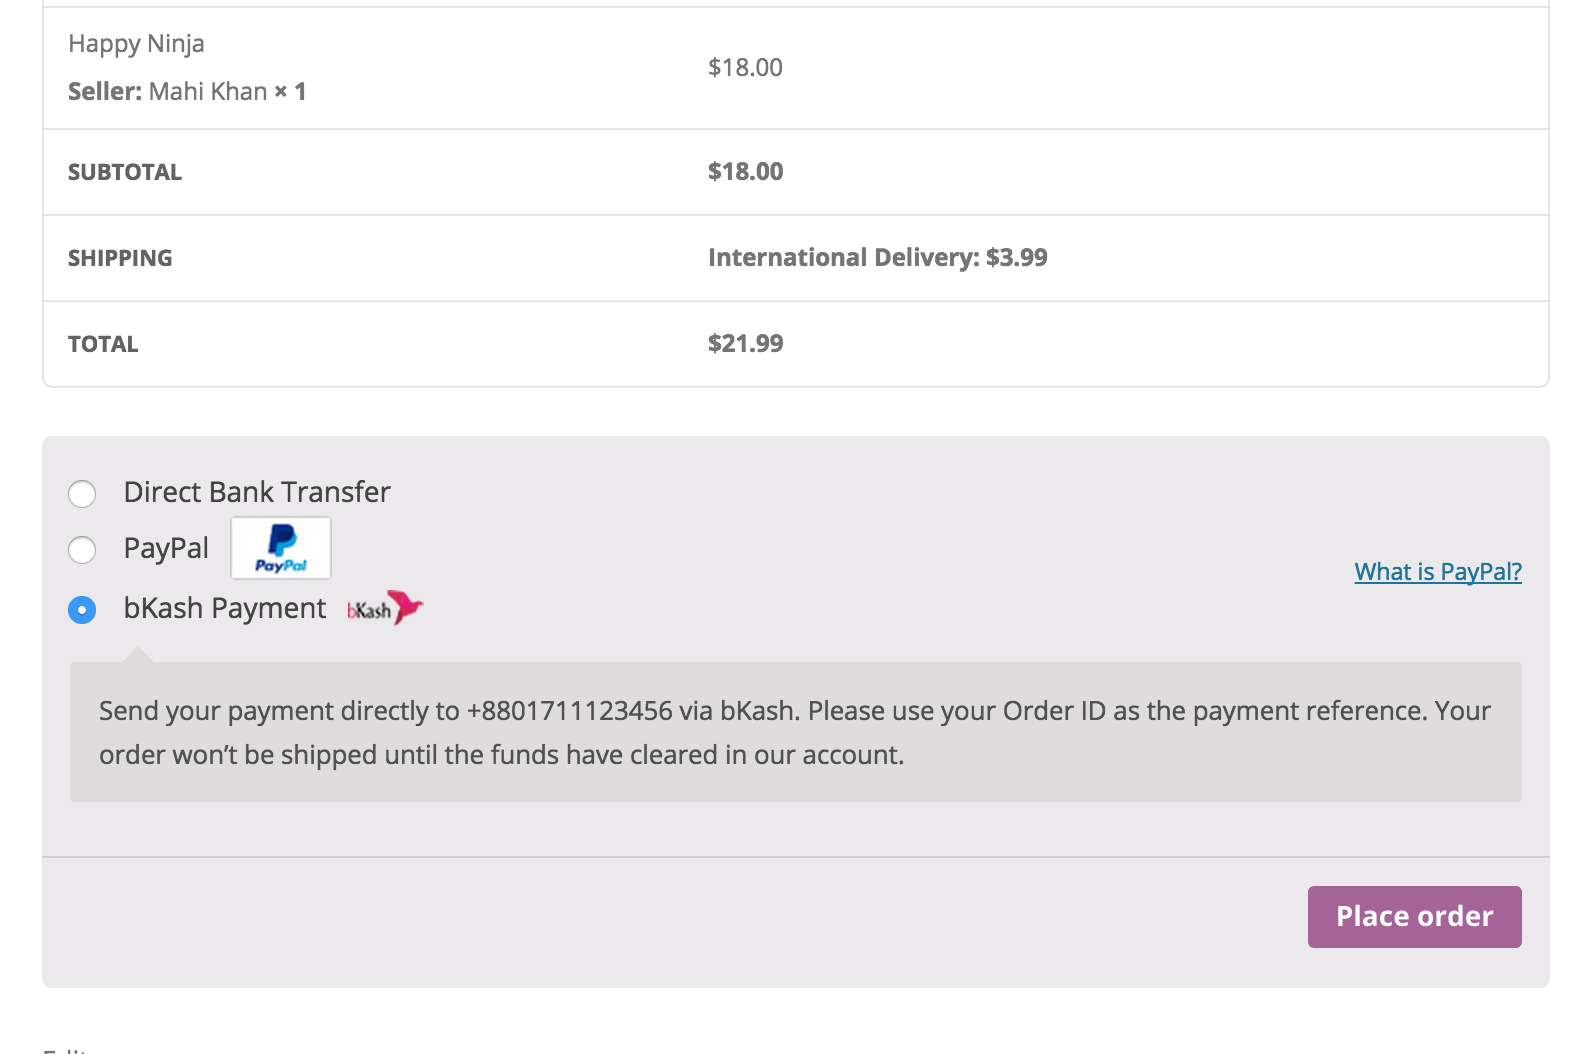 Happy Ninja
$18.00
Seller: Mahi Khan × 1
SUBTOTAL $18.00
SHIPPING International Delivery: $3.99
TOTAL $21.99
Direct Bank Transfer
PayPal PayPal
What is PayPal?
bKash Payment bKash
Send your payment directly to +8801711123456 via bKash. Please use your Order ID as the payment reference. Your
order won’t be shipped until the funds have cleared in our account.
Place order